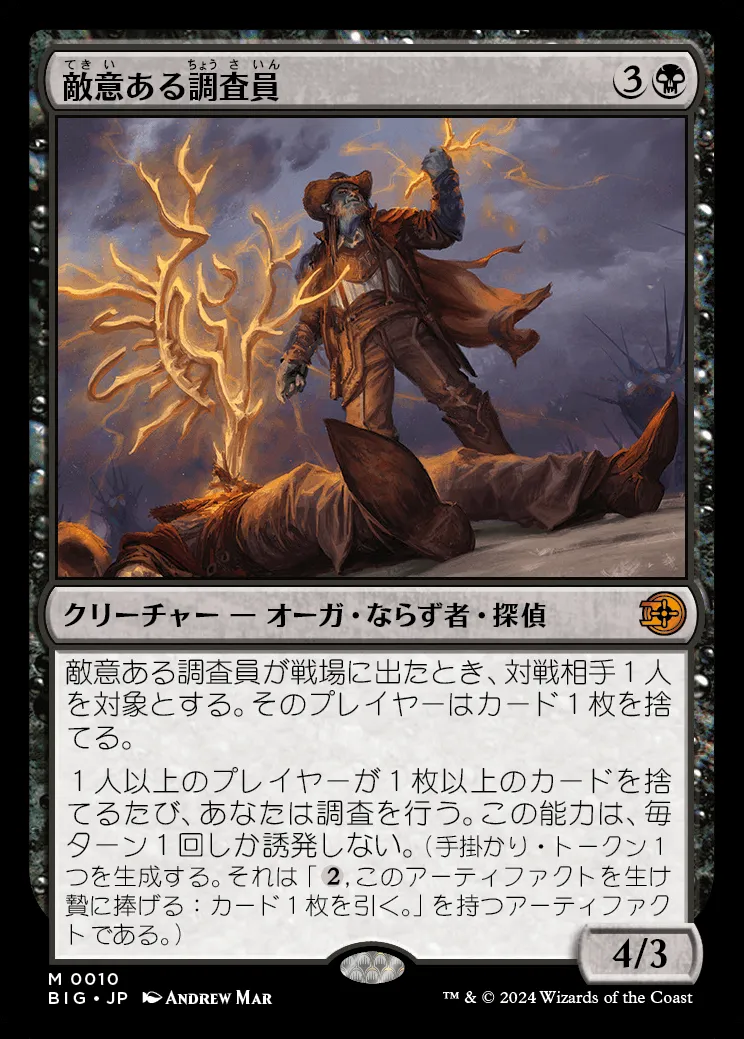 てきい ちょうさいん
敵意ある調査員 3
クリーチャー — オーガ・ならず者・探偵
敵意ある調査員が戦場に出たとき、対戦相手1人
を対象とする。そのプレイヤーはカード1枚を捨
てる。
1人以上のプレイヤーが1枚以上のカードを捨
てるたび、あなたは調査を行う。この能力は、毎
ターン1回しか誘発しない。(手掛かり・トークン1
つを生成する。それは「2,このアーティファクトを生け
贄に捧げる:カード1枚を引く。」を持つアーティファク
トである。)
4/3
M 0010
BIG・JP ANDREW MAR ™ & © 2024 Wizards of the Coast